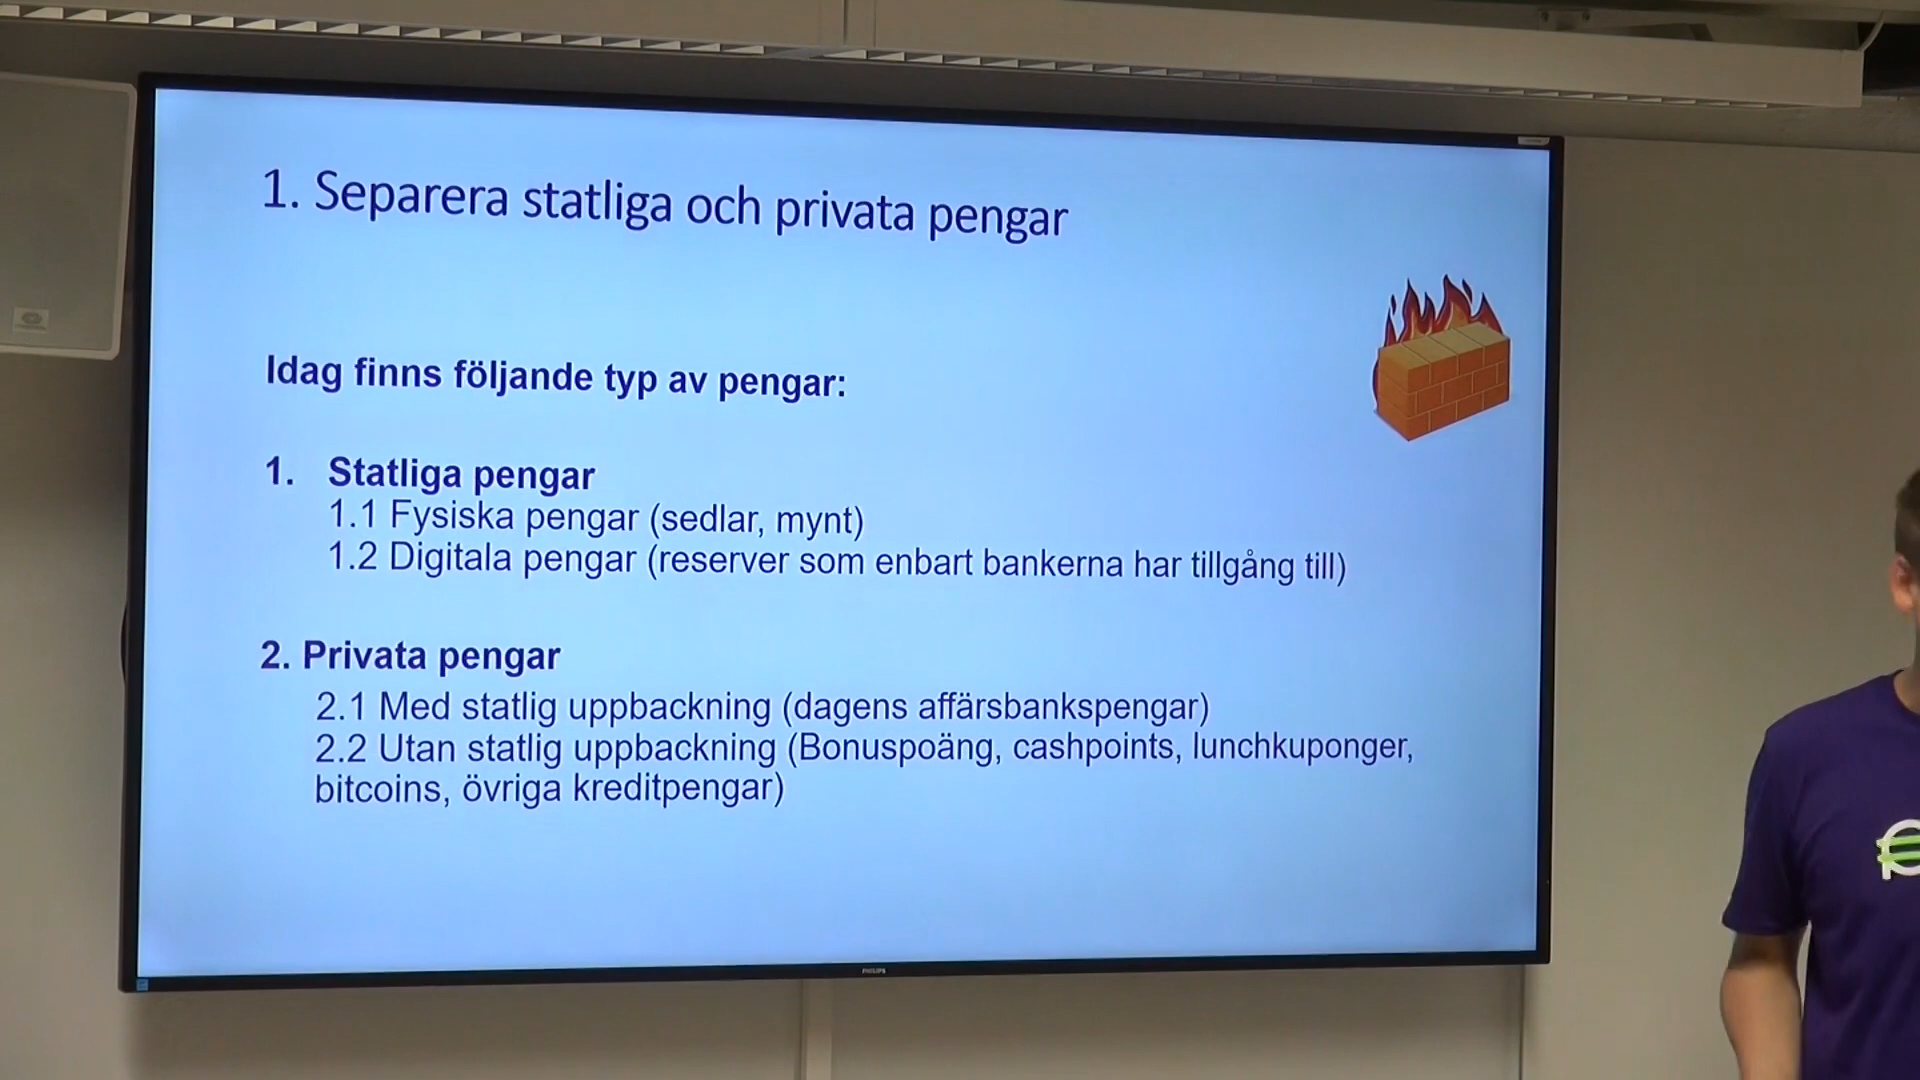 1. Separera statliga och privata pengar
Idag finns följande typ av pengar:
1. Statliga pengar
1.1 Fysiska pengar (sedlar, mynt)
1.2 Digitala pengar (reserver som enbart bankerna har tillgång till)
2. Privata pengar
2.1 Med statlig uppbackning (dagens affärsbankspengar)
2.2 Utan statlig uppbackning (Bonuspoäng, cashpoints, lunchkuponger,
bitcoins, övriga kreditpengar)
PHILIPS